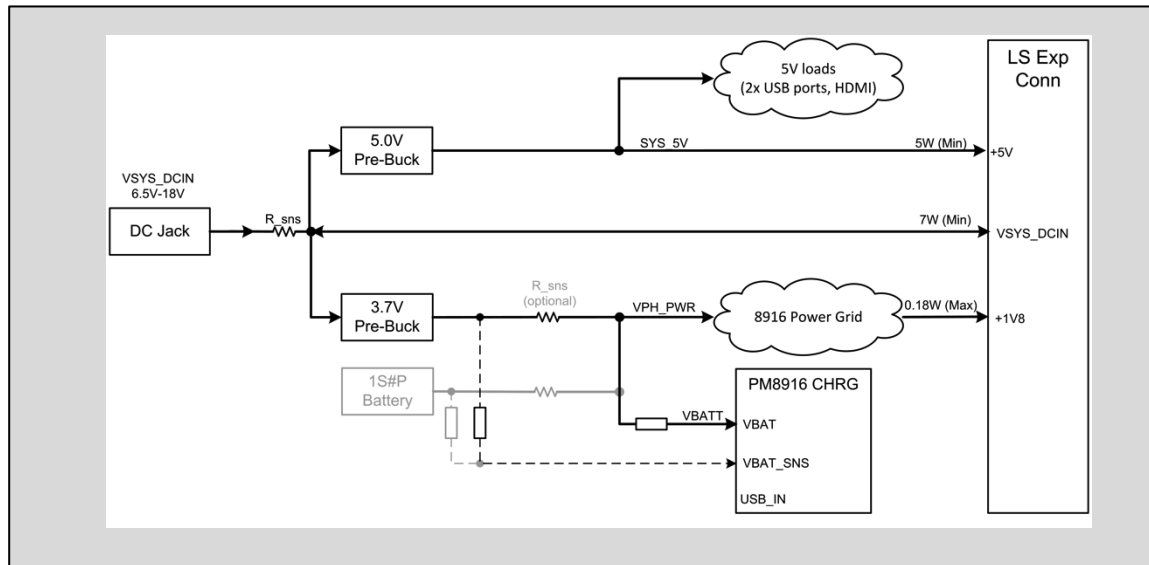 LS Exp
Conn
5V loads
(2x USB ports, HDMI)
5.0V
Pre-Buck
SYS_5V
5W (Min)
+5V
VSYS_DCIN
6.5V-18V
DC Jack
R_sns
7W (Min)
VSYS_DCIN
3.7V
Pre-Buck
R_sns
(optional)
VPH_PWR
8916 Power Grid
0.18W (Max)
+1V8
1S#P
Battery
PM8916 CHRG
VBATT
VBAT
VBAT_SNS
USB_IN